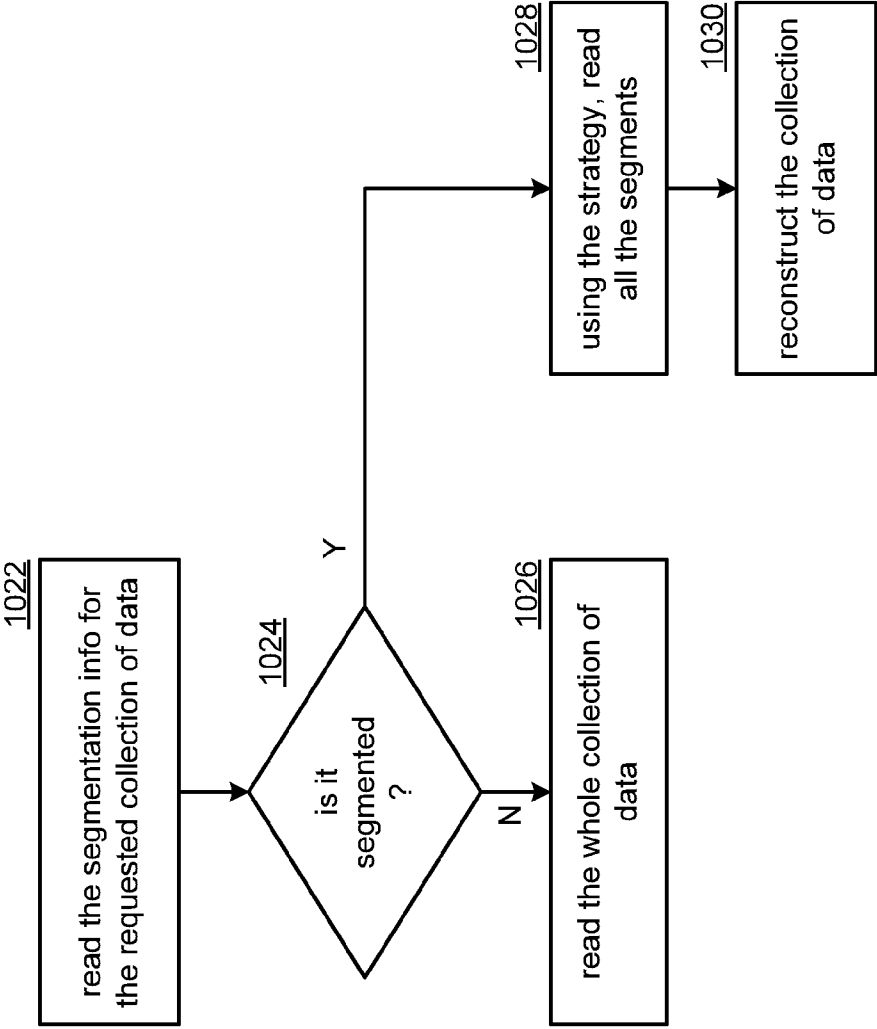 1022
read the segmentation info for
the requested collection of data
1024
is it
segmented
?
Y
N
1026
read the whole collection of
data
1028
using the strategy, read
all the segments
1030
reconstruct the collection
of data